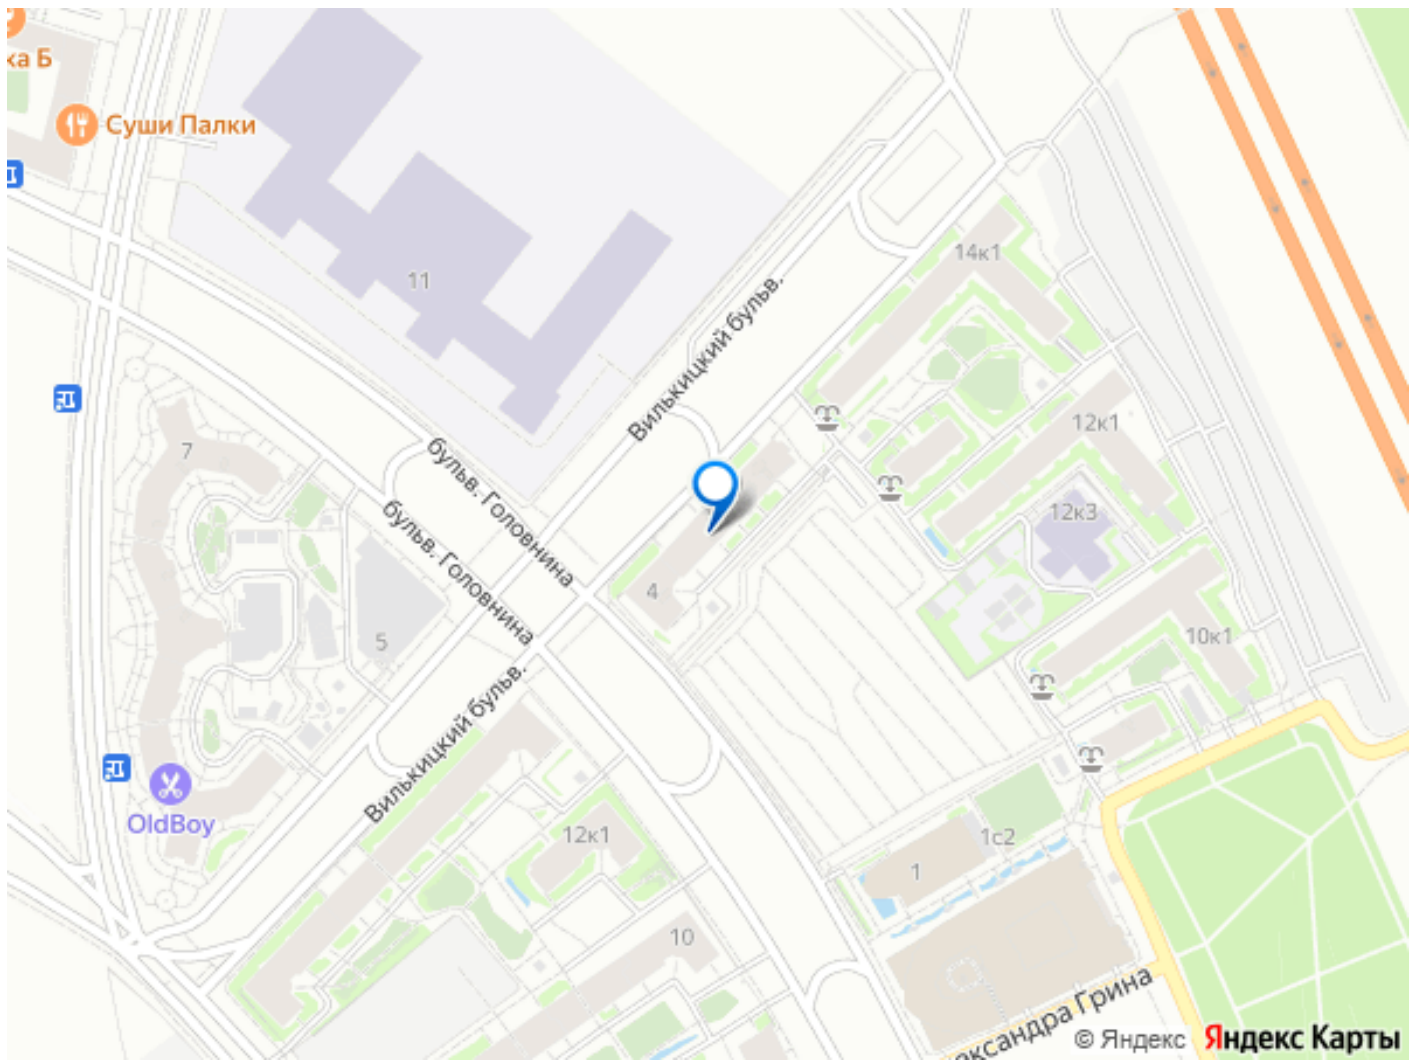 ка Б
Суши Палки
14к1
11
Вилькицкий бульв.
12к1
7
бульв. Головнина
12к3
бульв. Головнина
4
5
10к1
Вилькицкий бульв.
OldBoy
12к1
1с2
1
10
ександра Грина
© Яндекс
Яндекс Карты